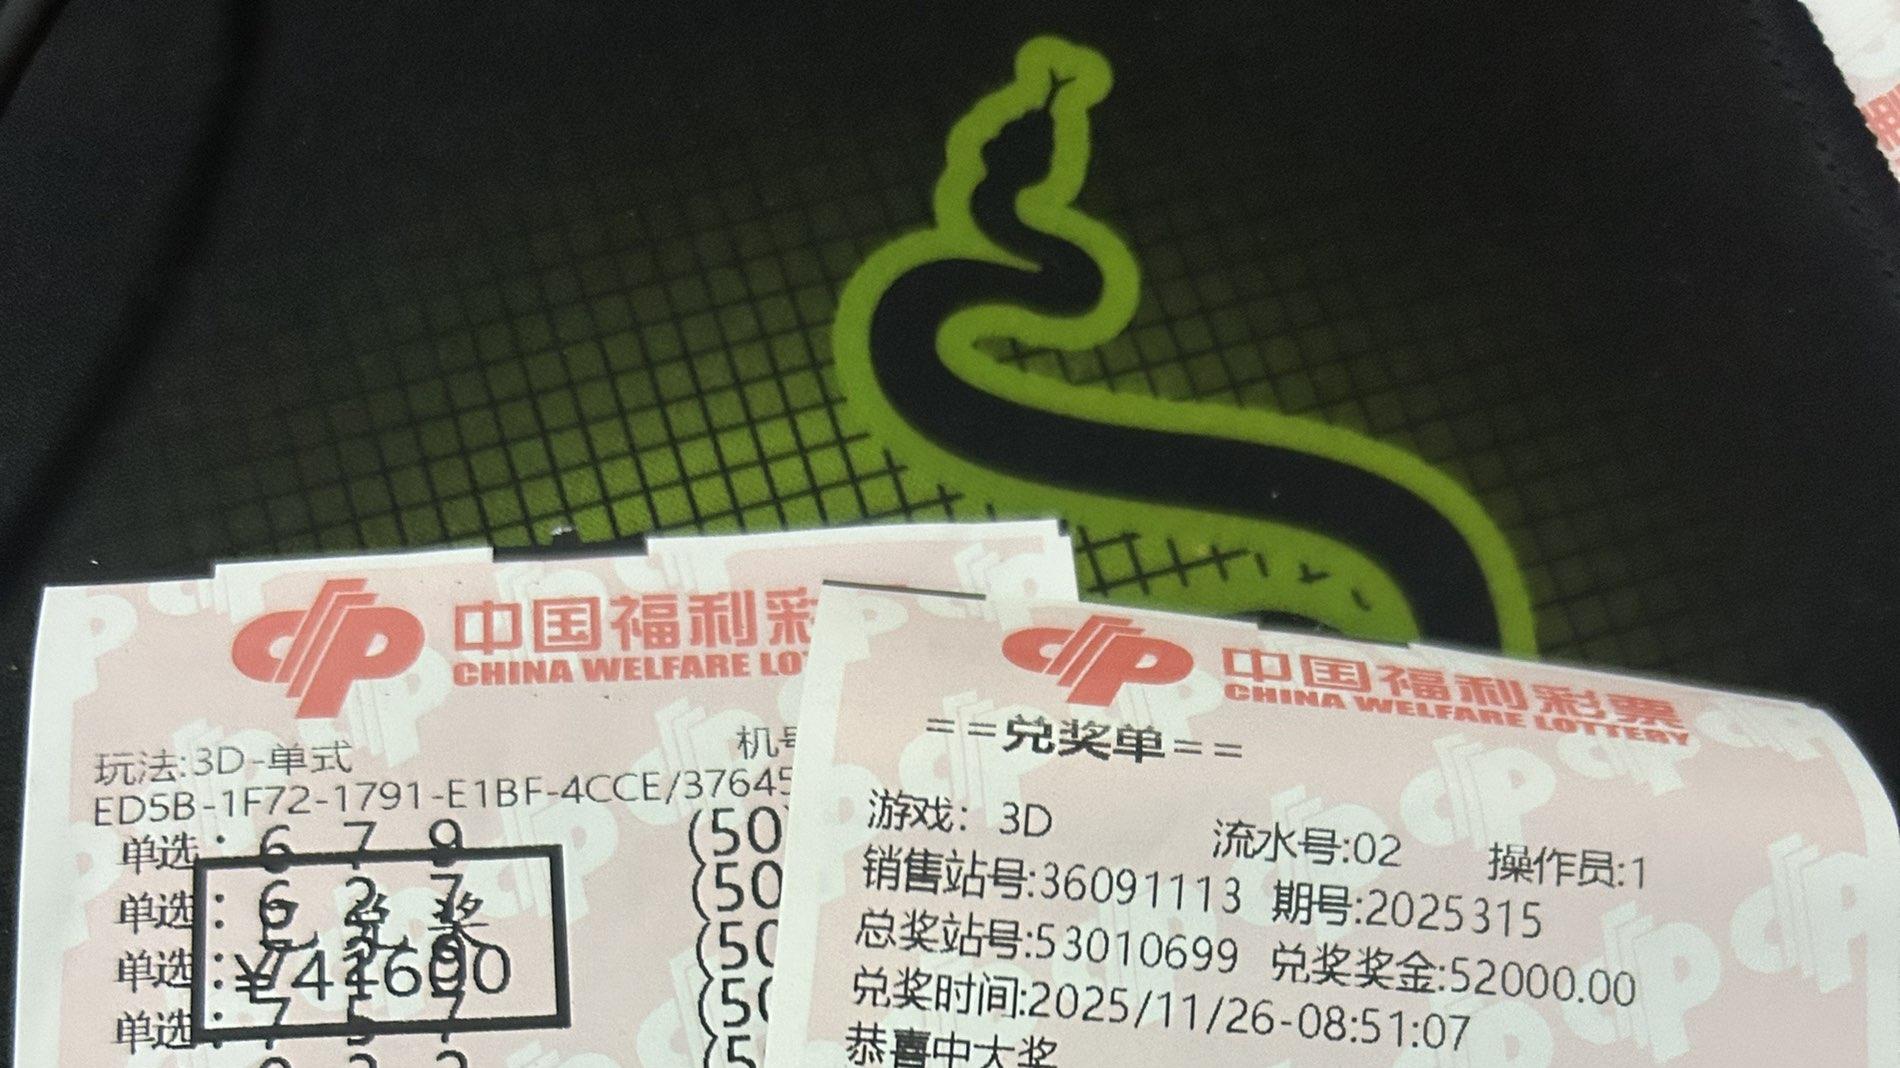 中国福利彩
CHINA WELFARE LO
玩法:3D-单式
机号
ED5B-1F72-1791-E1BF-4CCE/37645
单选: 6 7 9 (50
单选: 6 2 7 (50
单选: (50
¥41600
单选: 7 5 7 (50
中国福利彩票
CHINA WELFARE LOTTERY
==兑奖单==
游戏: 3D 流水号:02 操作员:1
销售站号:36091113 期号:2025315
总奖站号:53010699 兑奖奖金:52000.00
兑奖时间:2025/11/26-08:51:07
恭喜中大奖